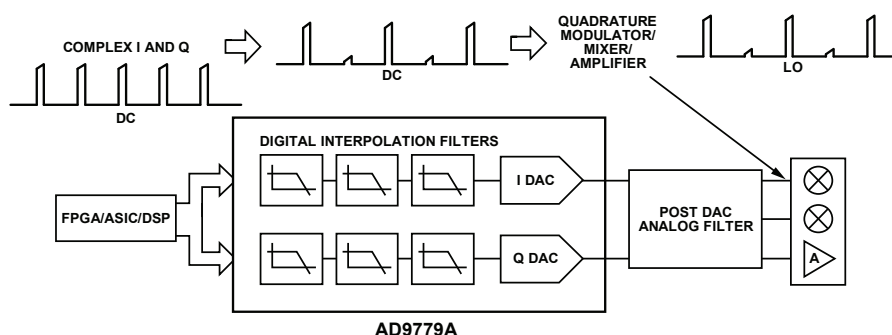 COMPLEX I AND Q
DC
DC
QUADRATURE
MODULATOR/
MIXER/
AMPLIFIER
LO
DIGITAL INTERPOLATION FILTERS
I DAC
FPGA/ASIC/DSP
POST DAC
ANALOG FILTER
Q DAC
A
AD9779A